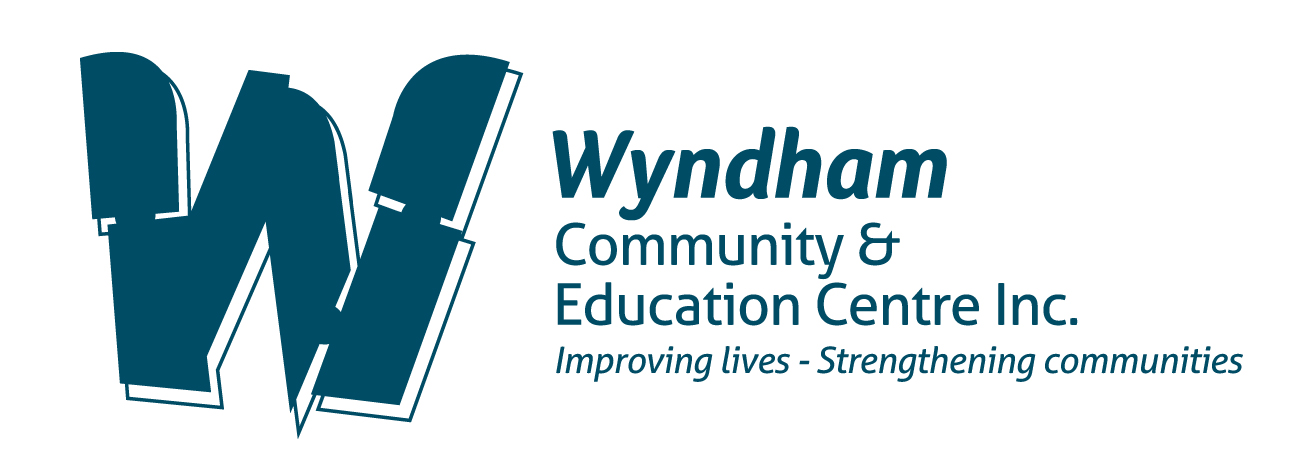 W
Wyndham
Community &
Education Centre Inc.
Improving lives - Strengthening communities